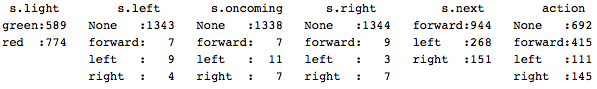 s.light s.left s.oncoming s.right s.next action
green:589 None :1343 None :1338 None :1344 forward:944 None :692
red :774 forward: 7 forward: 7 forward: 9 left :268 forward:415
left : 9 left : 11 left : 3 right :151 left :111
right : 4 right : 7 right : 7 right :145